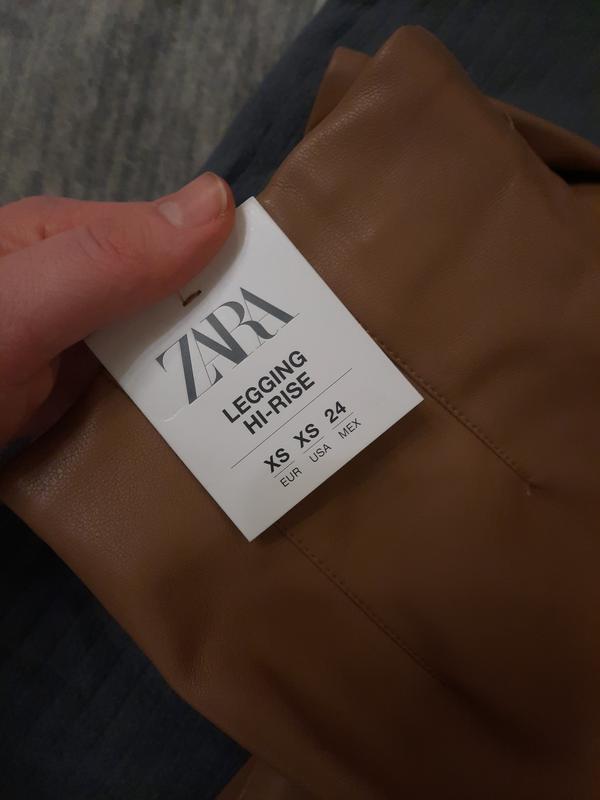 ZARA
LEGGING
HI-RISE
XS XS 24
EUR USA MEX